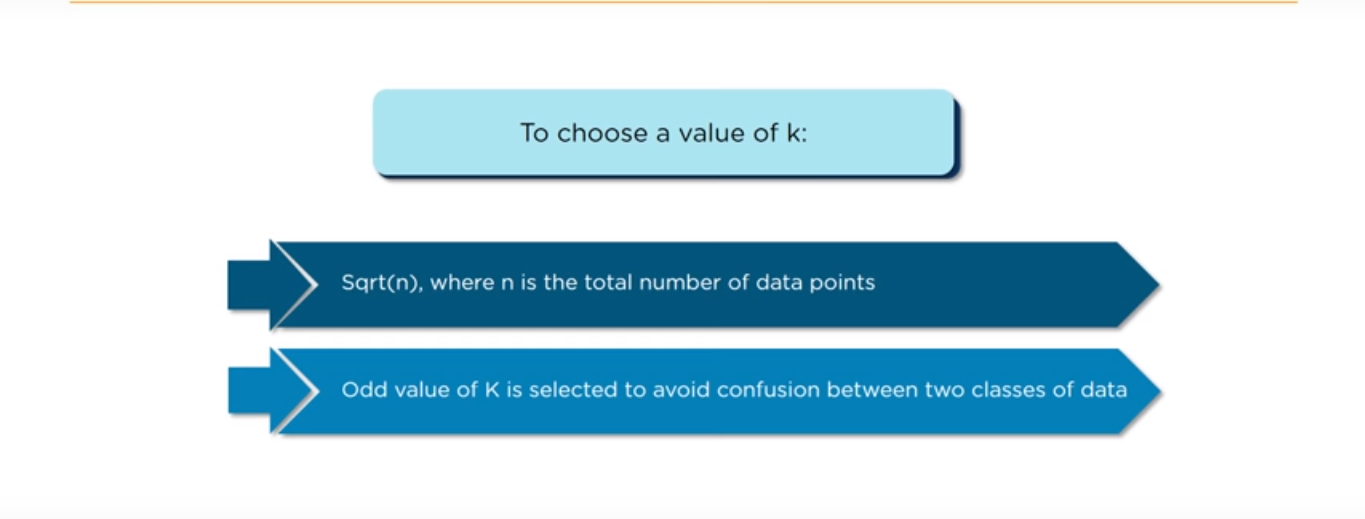 To choose a value of k:
Sqrt(n), where n is the total number of data points
Odd value of K is selected to avoid confusion between two classes of data